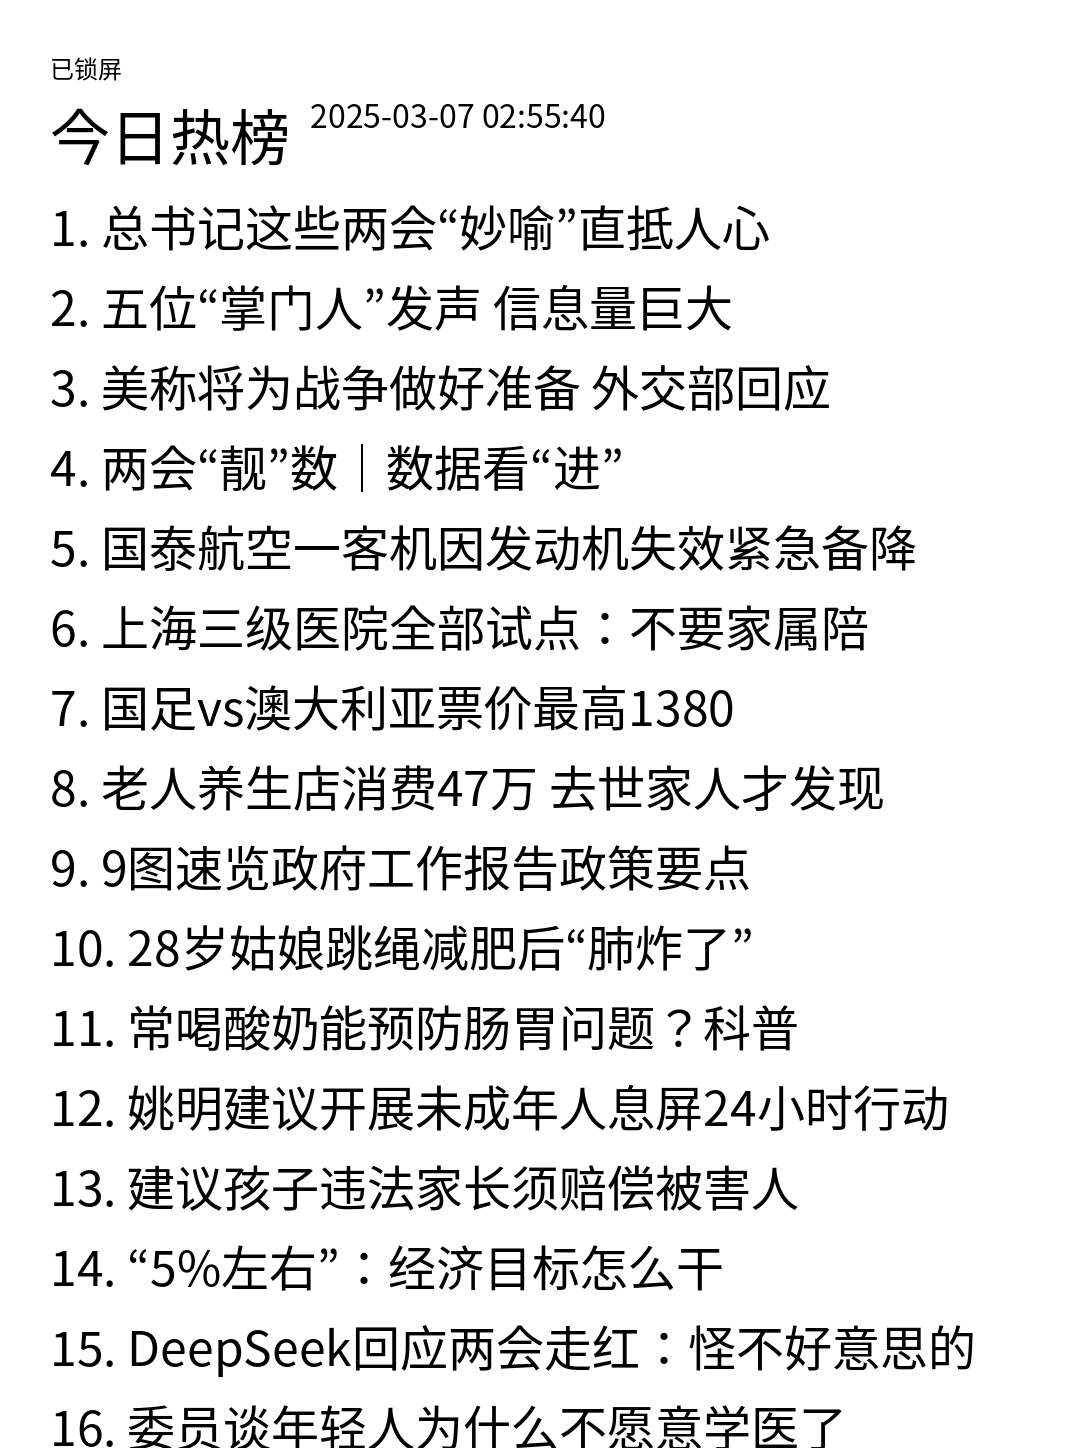 已锁屏
今日热榜 2025-03-07 02:55:40
1. 总书记这些两会“妙喻”直抵人心
2. 五位“掌门人”发声 信息量巨大
3. 美称将为战争做好准备 外交部回应
4. 两会“靓”数｜数据看“进”
5. 国泰航空一客机因发动机失效紧急备降
6. 上海三级医院全部试点：不要家属陪
7. 国足vs澳大利亚票价最高1380
8. 老人养生店消费47万 去世家人才发现
9. 9图速览政府工作报告政策要点
10. 28岁姑娘跳绳减肥后“肺炸了”
11. 常喝酸奶能预防肠胃问题？科普
12. 姚明建议开展未成年人息屏24小时行动
13. 建议孩子违法家长须赔偿被害人
14. “5%左右”：经济目标怎么干
15. DeepSeek回应两会走红：怪不好意思的
16. 委员谈年轻人为什么不愿意学医了